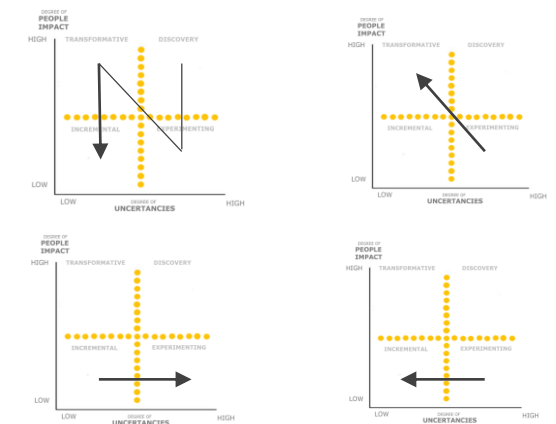 DEGREE OF
PEOPLE
IMPACT
HIGH TRANSFORMATIVE DISCOVERY
INCREMENTAL EXPERIMENTING
LOW
LOW DEGREE OF HIGH
UNCERTANCIES
DEGREE OF
PEOPLE
IMPACT
HIGH TRANSFORMATIVE DISCOVERY
INCREMENTAL EXPERIMENTING
LOW
LOW DEGREE OF HIGH
UNCERTANCIES
DEGREE OF
PEOPLE
IMPACT
HIGH TRANSFORMATIVE DISCOVERY
INCREMENTAL EXPERIMENTING
LOW
LOW DEGREE OF HIGH
UNCERTANCIES
DEGREE OF
PEOPLE
IMPACT
HIGH TRANSFORMATIVE DISCOVERY
INCREMENTAL EXPERIMENTING
LOW
LOW DEGREE OF HIGH
UNCERTANCIES